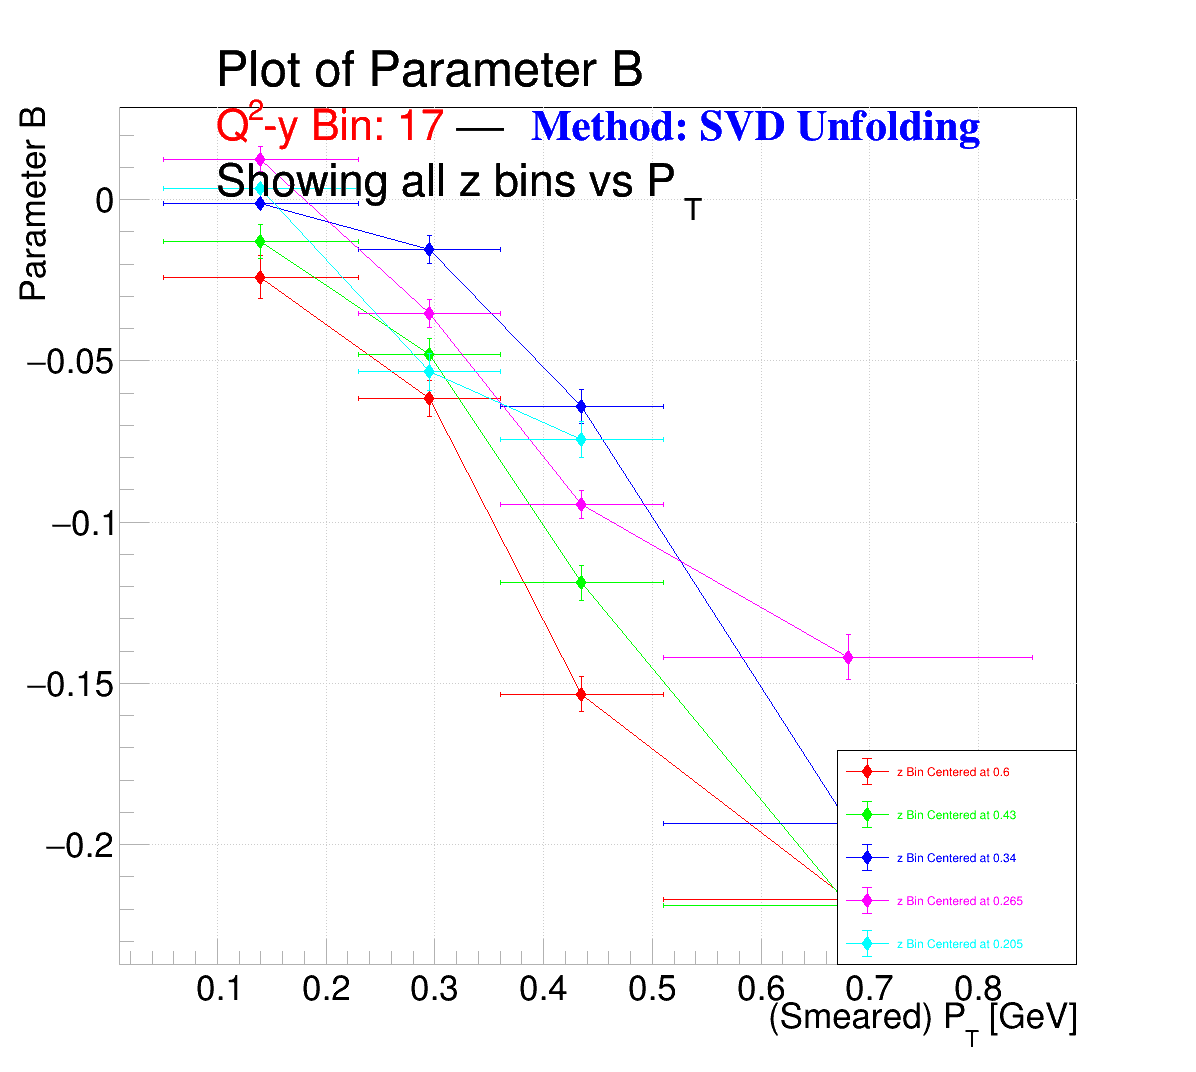 Plot of Parameter B
Q2-y Bin: 17 — Method: SVD Unfolding
Showing all z bins vs PT
Parameter B
0
−0.05
−0.1
−0.15
−0.2
z Bin Centered at 0.6
z Bin Centered at 0.43
z Bin Centered at 0.34
z Bin Centered at 0.265
z Bin Centered at 0.205
0.1 0.2 0.3 0.4 0.5 0.6 0.7 0.8
(Smeared) PT [GeV]